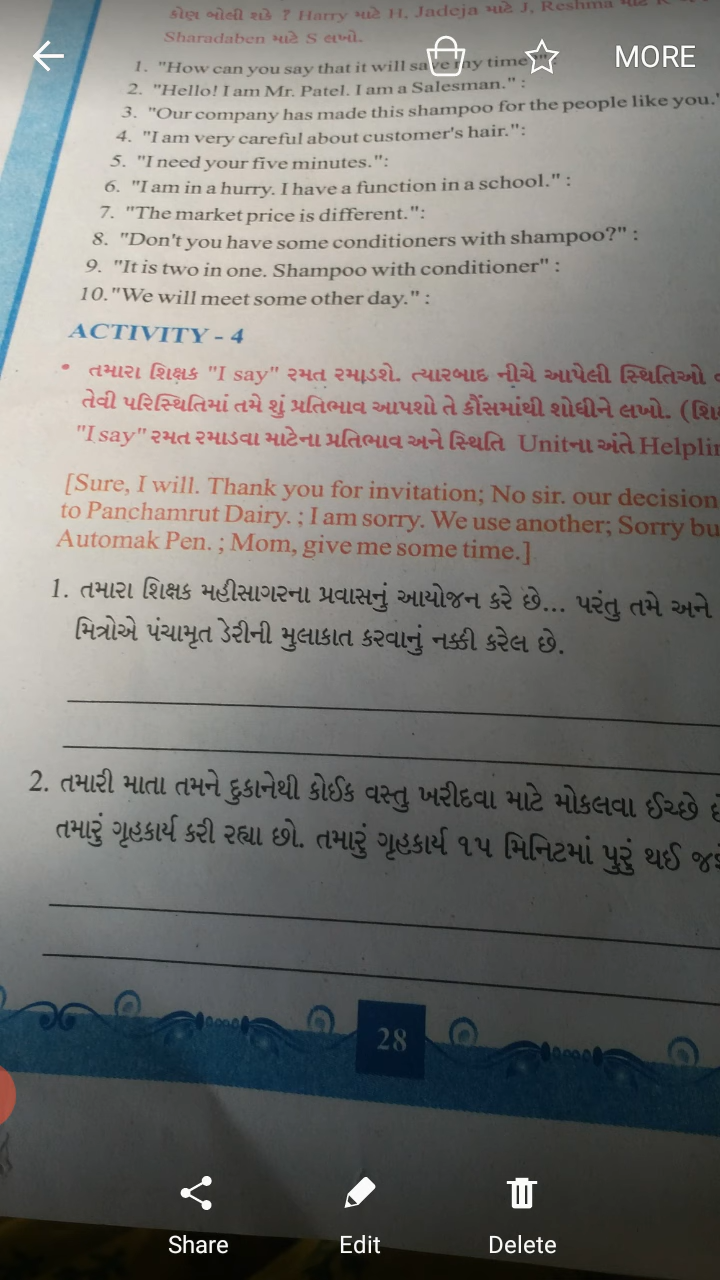 કોણ બોલી શકે ? Harry માટે H, Jadeja માટે J, Reshma માટે
Sharadaben માટે S લખો.
MORE
1. "How can you say that it will save my time?"
2. "Hello! I am Mr. Patel. I am a Salesman." :
3. "Our company has made this shampoo for the people like you."
4. "I am very careful about customer's hair.":
5. "I need your five minutes.":
6. "I am in a hurry. I have a function in a school." :
7. "The market price is different.":
8. "Don't you have some conditioners with shampoo?" :
9. "It is two in one. Shampoo with conditioner" :
10."We will meet some other day." :
ACTIVITY - 4
• તમારા શિક્ષક "I say" રમત રમાડશે. ત્યારબાદ નીચે આપેલી સ્થિતિઓ
તેવી પરિસ્થિતિમાં તમે શું પ્રતિભાવ આપશો તે કૌંસમાંથી શોધીને લખો.
"I say" રમત રમાડવા માટેના પ્રતિભાવ અને સ્થિતિ Unitના અંતે
[Sure, I will. Thank you for invitation; No sir. our decision
to Panchamrut Dairy. ; I am sorry. We use another; Sorry
Automak Pen. ; Mom, give me some time.]
1. તમારા શિક્ષક મહીસાગરના પ્રવાસનું આયોજન કરે છે... પરંતુ તમે અને
મિત્રોએ પંચામૃત ડેરીની મુલાકાત કરવાનું નક્કી કરેલ છે.
2. તમારી માતા તમને દુકાનેથી કોઈક વસ્તુ ખરીદવા માટે મોકલવા ઈચ્છે
તમારું ગૃહકાર્ય કરી રહ્યા છો. તમારું ગૃહકાર્ય ૧૫ મિનિટમાં પુરું થઈ
28
Share Edit Delete